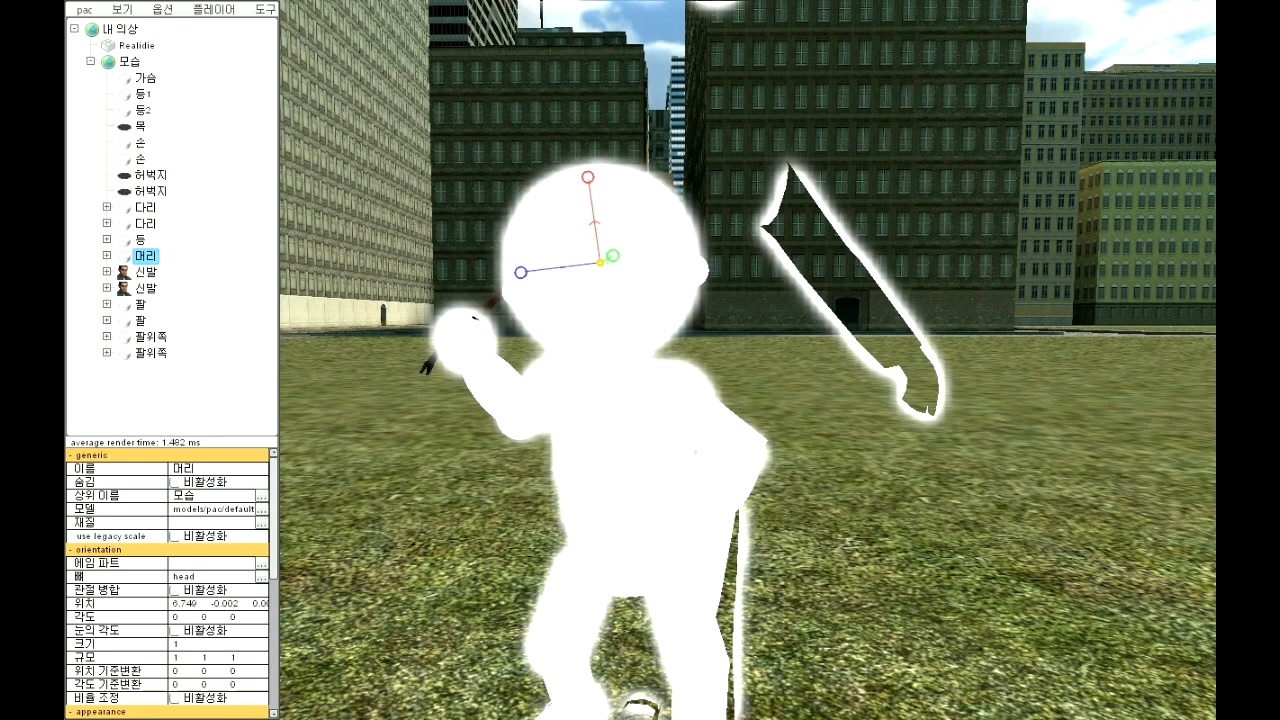 pac 보기 옵션 플레이어 도구
내 의상
Realidie
모습
가슴
등1
등2
목
손
손
허벅지
허벅지
다리
다리
등
머리
신발
신발
팔
팔
팔위쪽
팔위쪽
average render time: 1.482 ms
- generic
이름 머리
숨김 비활성화
상위 이름 모습 ...
모델 models/pac/default ...
재질 ...
use legacy scale 비활성화
- orientation
에임 파트 ...
뼈 head ...
관절 병합 비활성화
위치 6.749 -0.002 0.00
각도 0 0 0
눈의 각도 비활성화
크기 1
규모 1 1 1
위치 기준변환 0 0 0
각도 기준변환 0 0 0
비율 조정 비활성화
- appearance